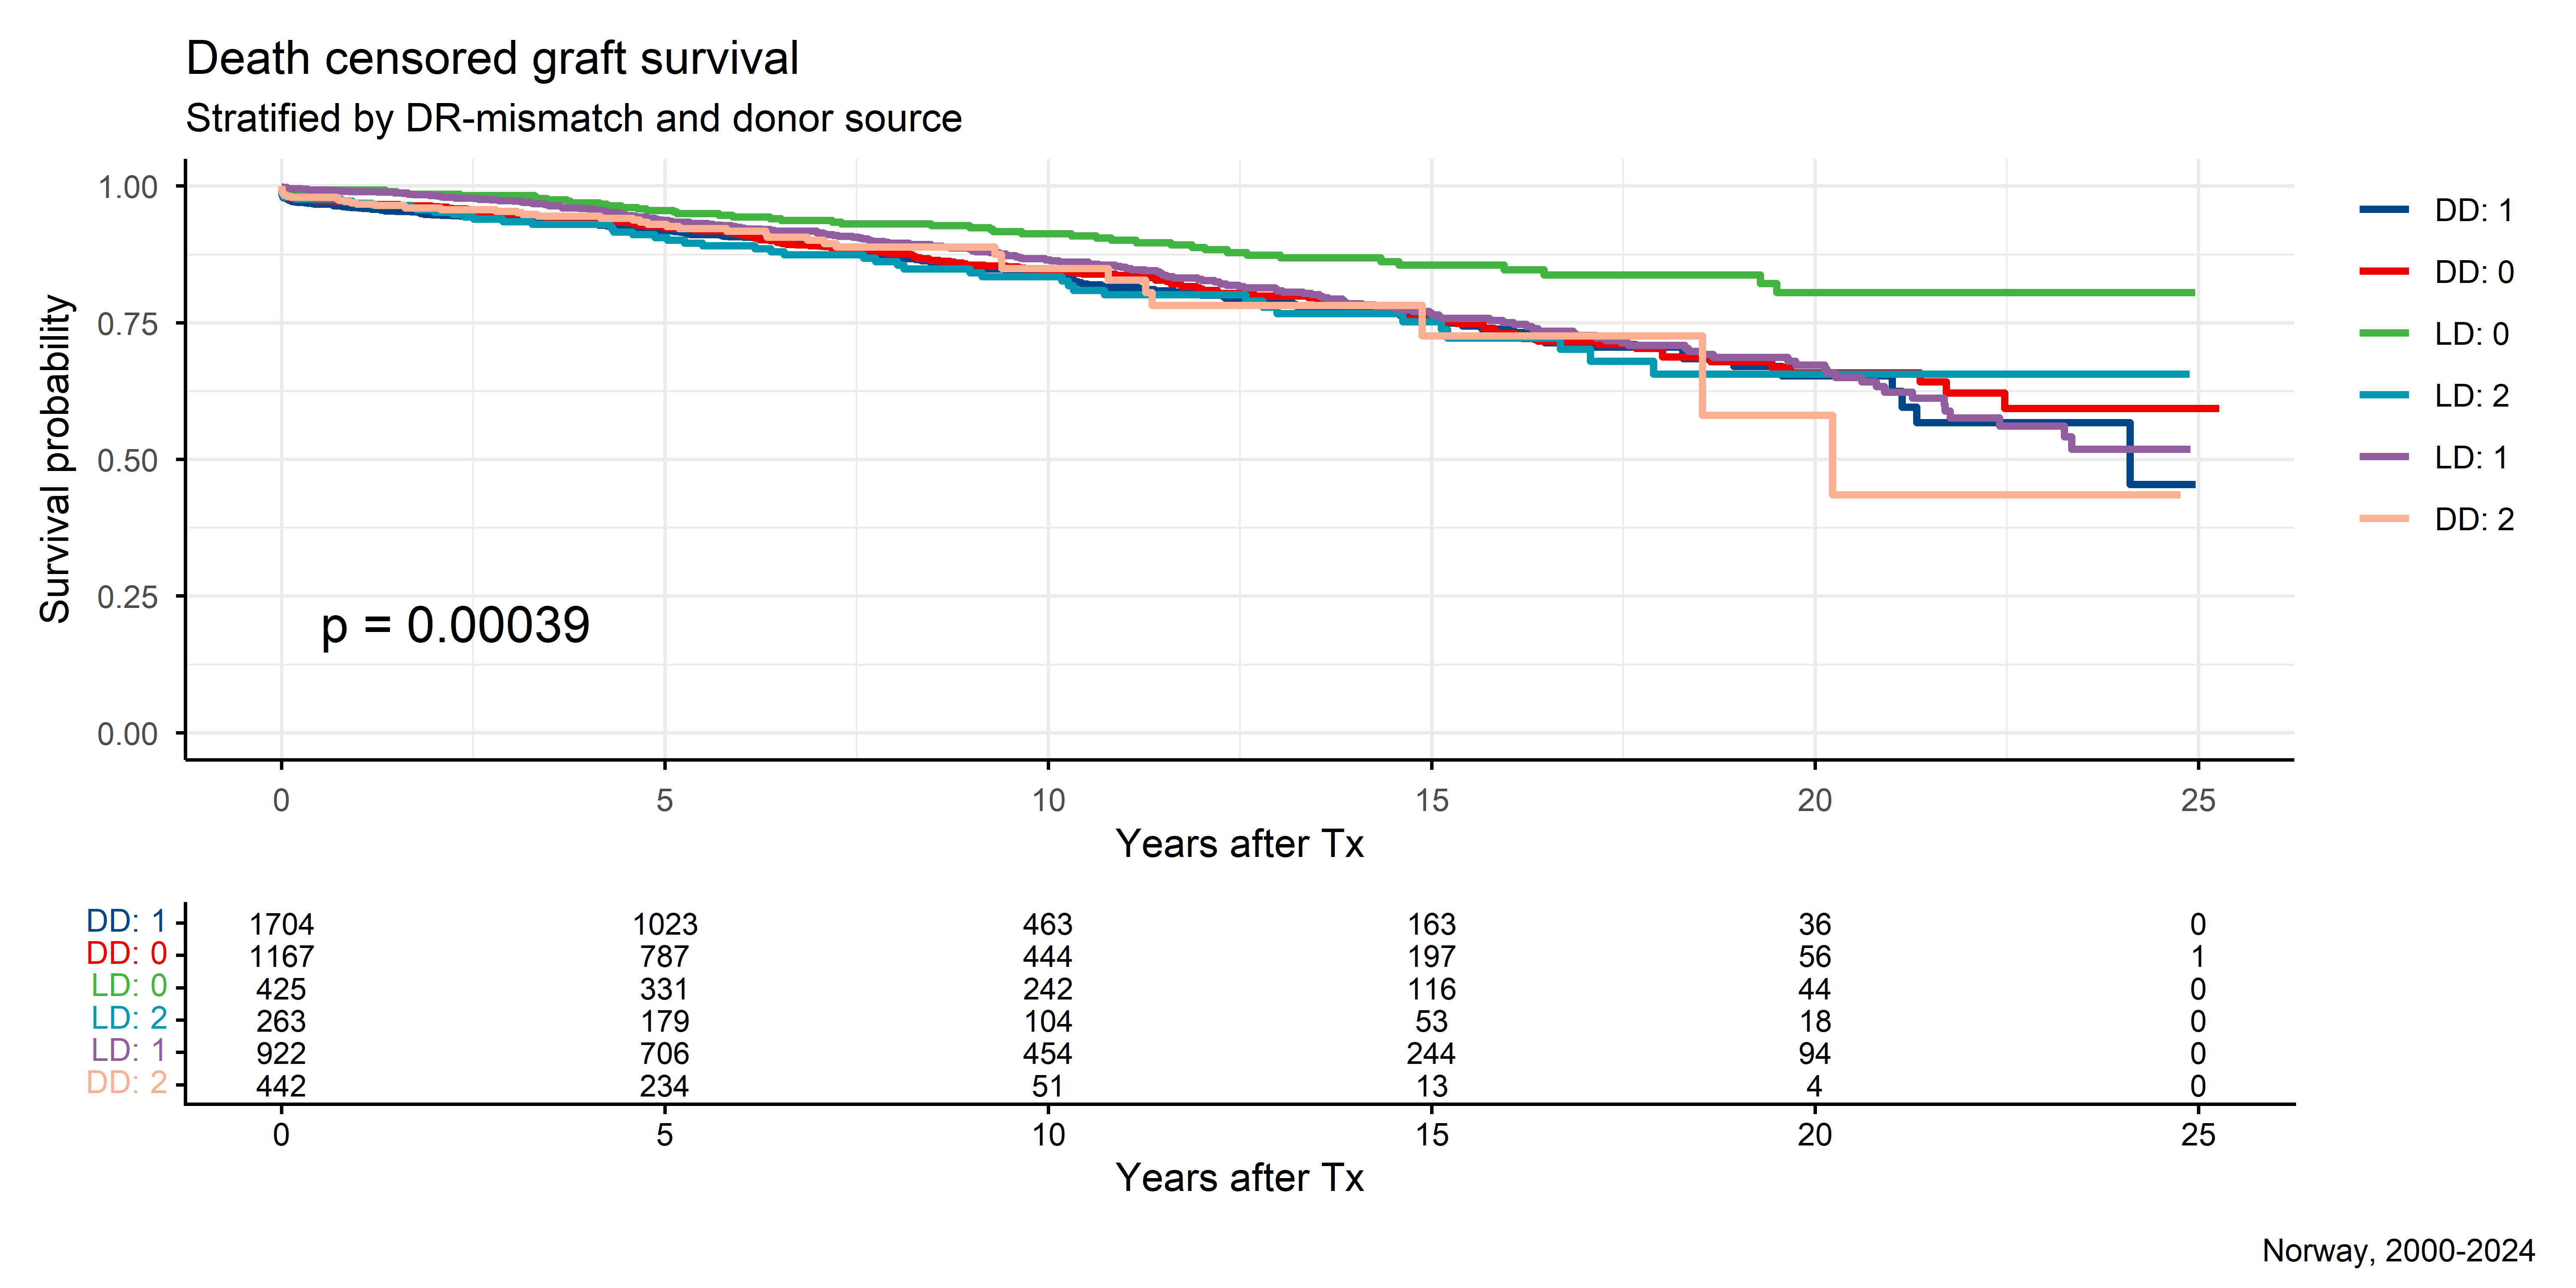 Death censored graft survival
Stratified by DR-mismatch and donor source
Survival probability
1.00
0.75
0.50
0.25
0.00
p = 0.00039
DD: 1
DD: 0
LD: 0
LD: 2
LD: 1
DD: 2
0 5 10 15 20 25
Years after Tx
DD: 1 1704 1023 463 163 36 0
DD: 0 1167 787 444 197 56 1
LD: 0 425 331 242 116 44 0
LD: 2 263 179 104 53 18 0
LD: 1 922 706 454 244 94 0
DD: 2 442 234 51 13 4 0
0 5 10 15 20 25
Years after Tx
Norway, 2000-2024